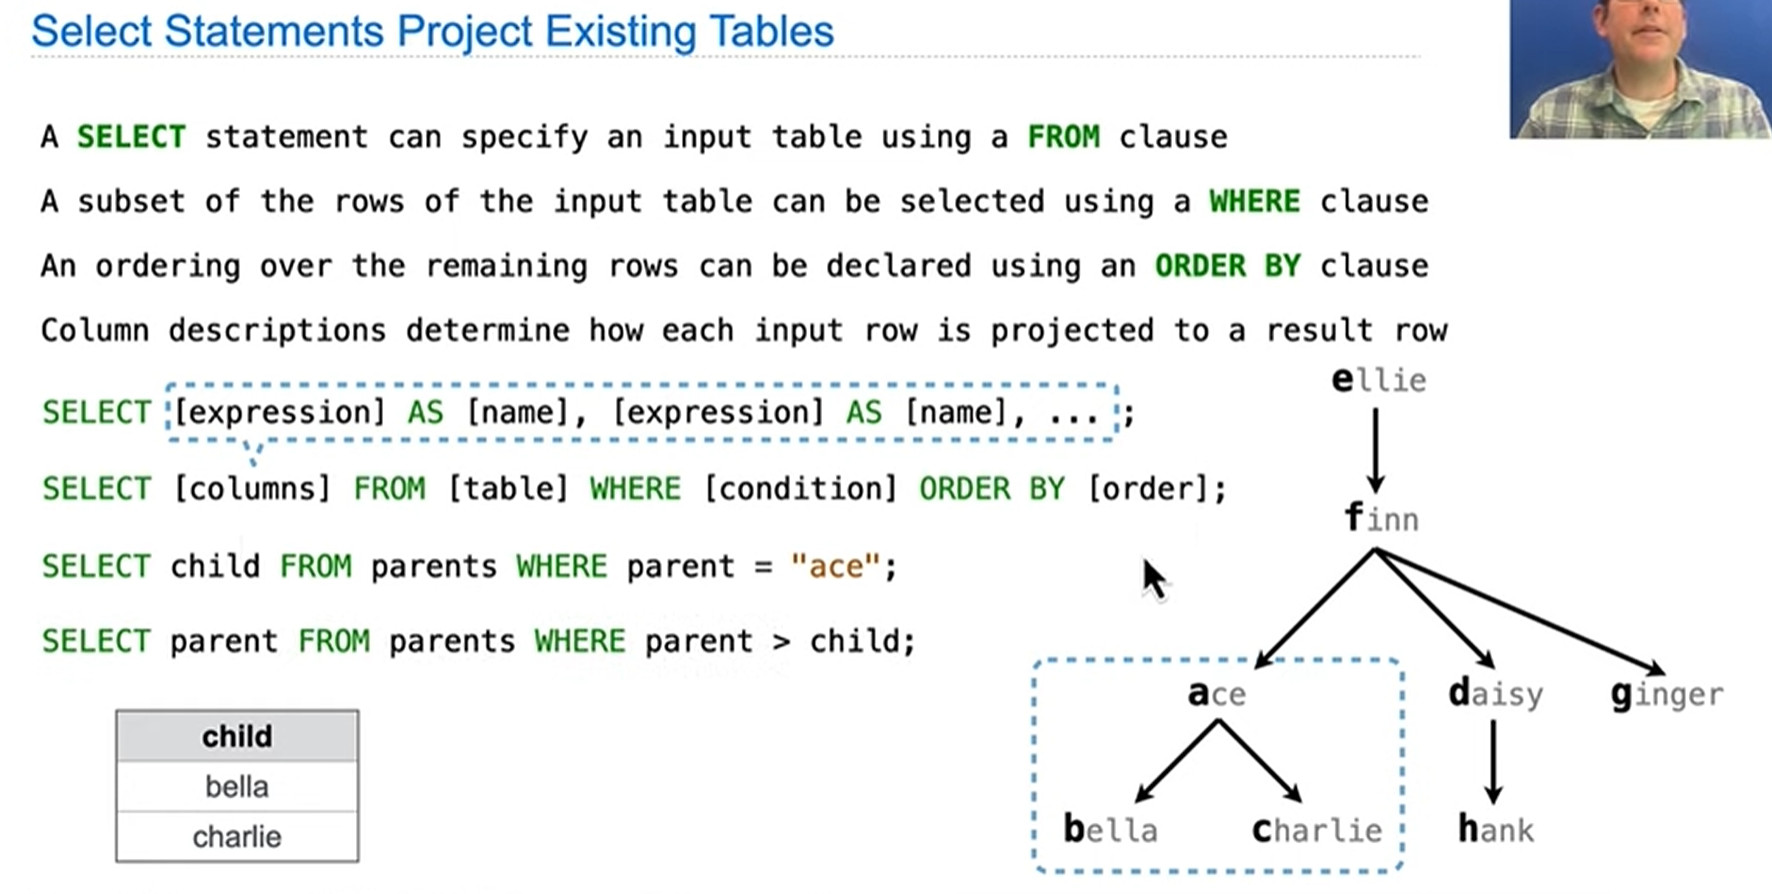 Select Statements Project Existing Tables
A SELECT statement can specify an input table using a FROM clause
A subset of the rows of the input table can be selected using a WHERE clause
An ordering over the remaining rows can be declared using an ORDER BY clause
Column descriptions determine how each input row is projected to a result row
SELECT [expression] AS [name], [expression] AS [name], ... ;
SELECT [columns] FROM [table] WHERE [condition] ORDER BY [order];
SELECT child FROM parents WHERE parent = "ace";
SELECT parent FROM parents WHERE parent > child;
child
bella
charlie
ellie
finn
ace daisy ginger
bella charlie hank